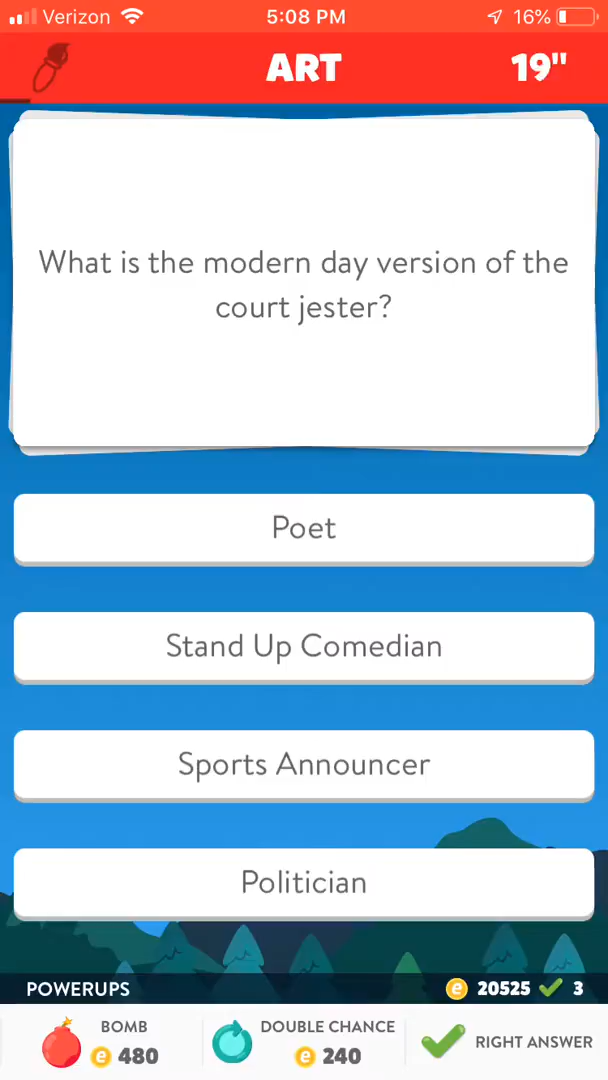 Verizon 5:08 PM 16%
ART 19"
What is the modern day version of the
court jester?
Poet
Stand Up Comedian
Sports Announcer
Politician
POWERUPS e 20525 3
BOMB
e 480
DOUBLE CHANCE
e 240
RIGHT ANSWER